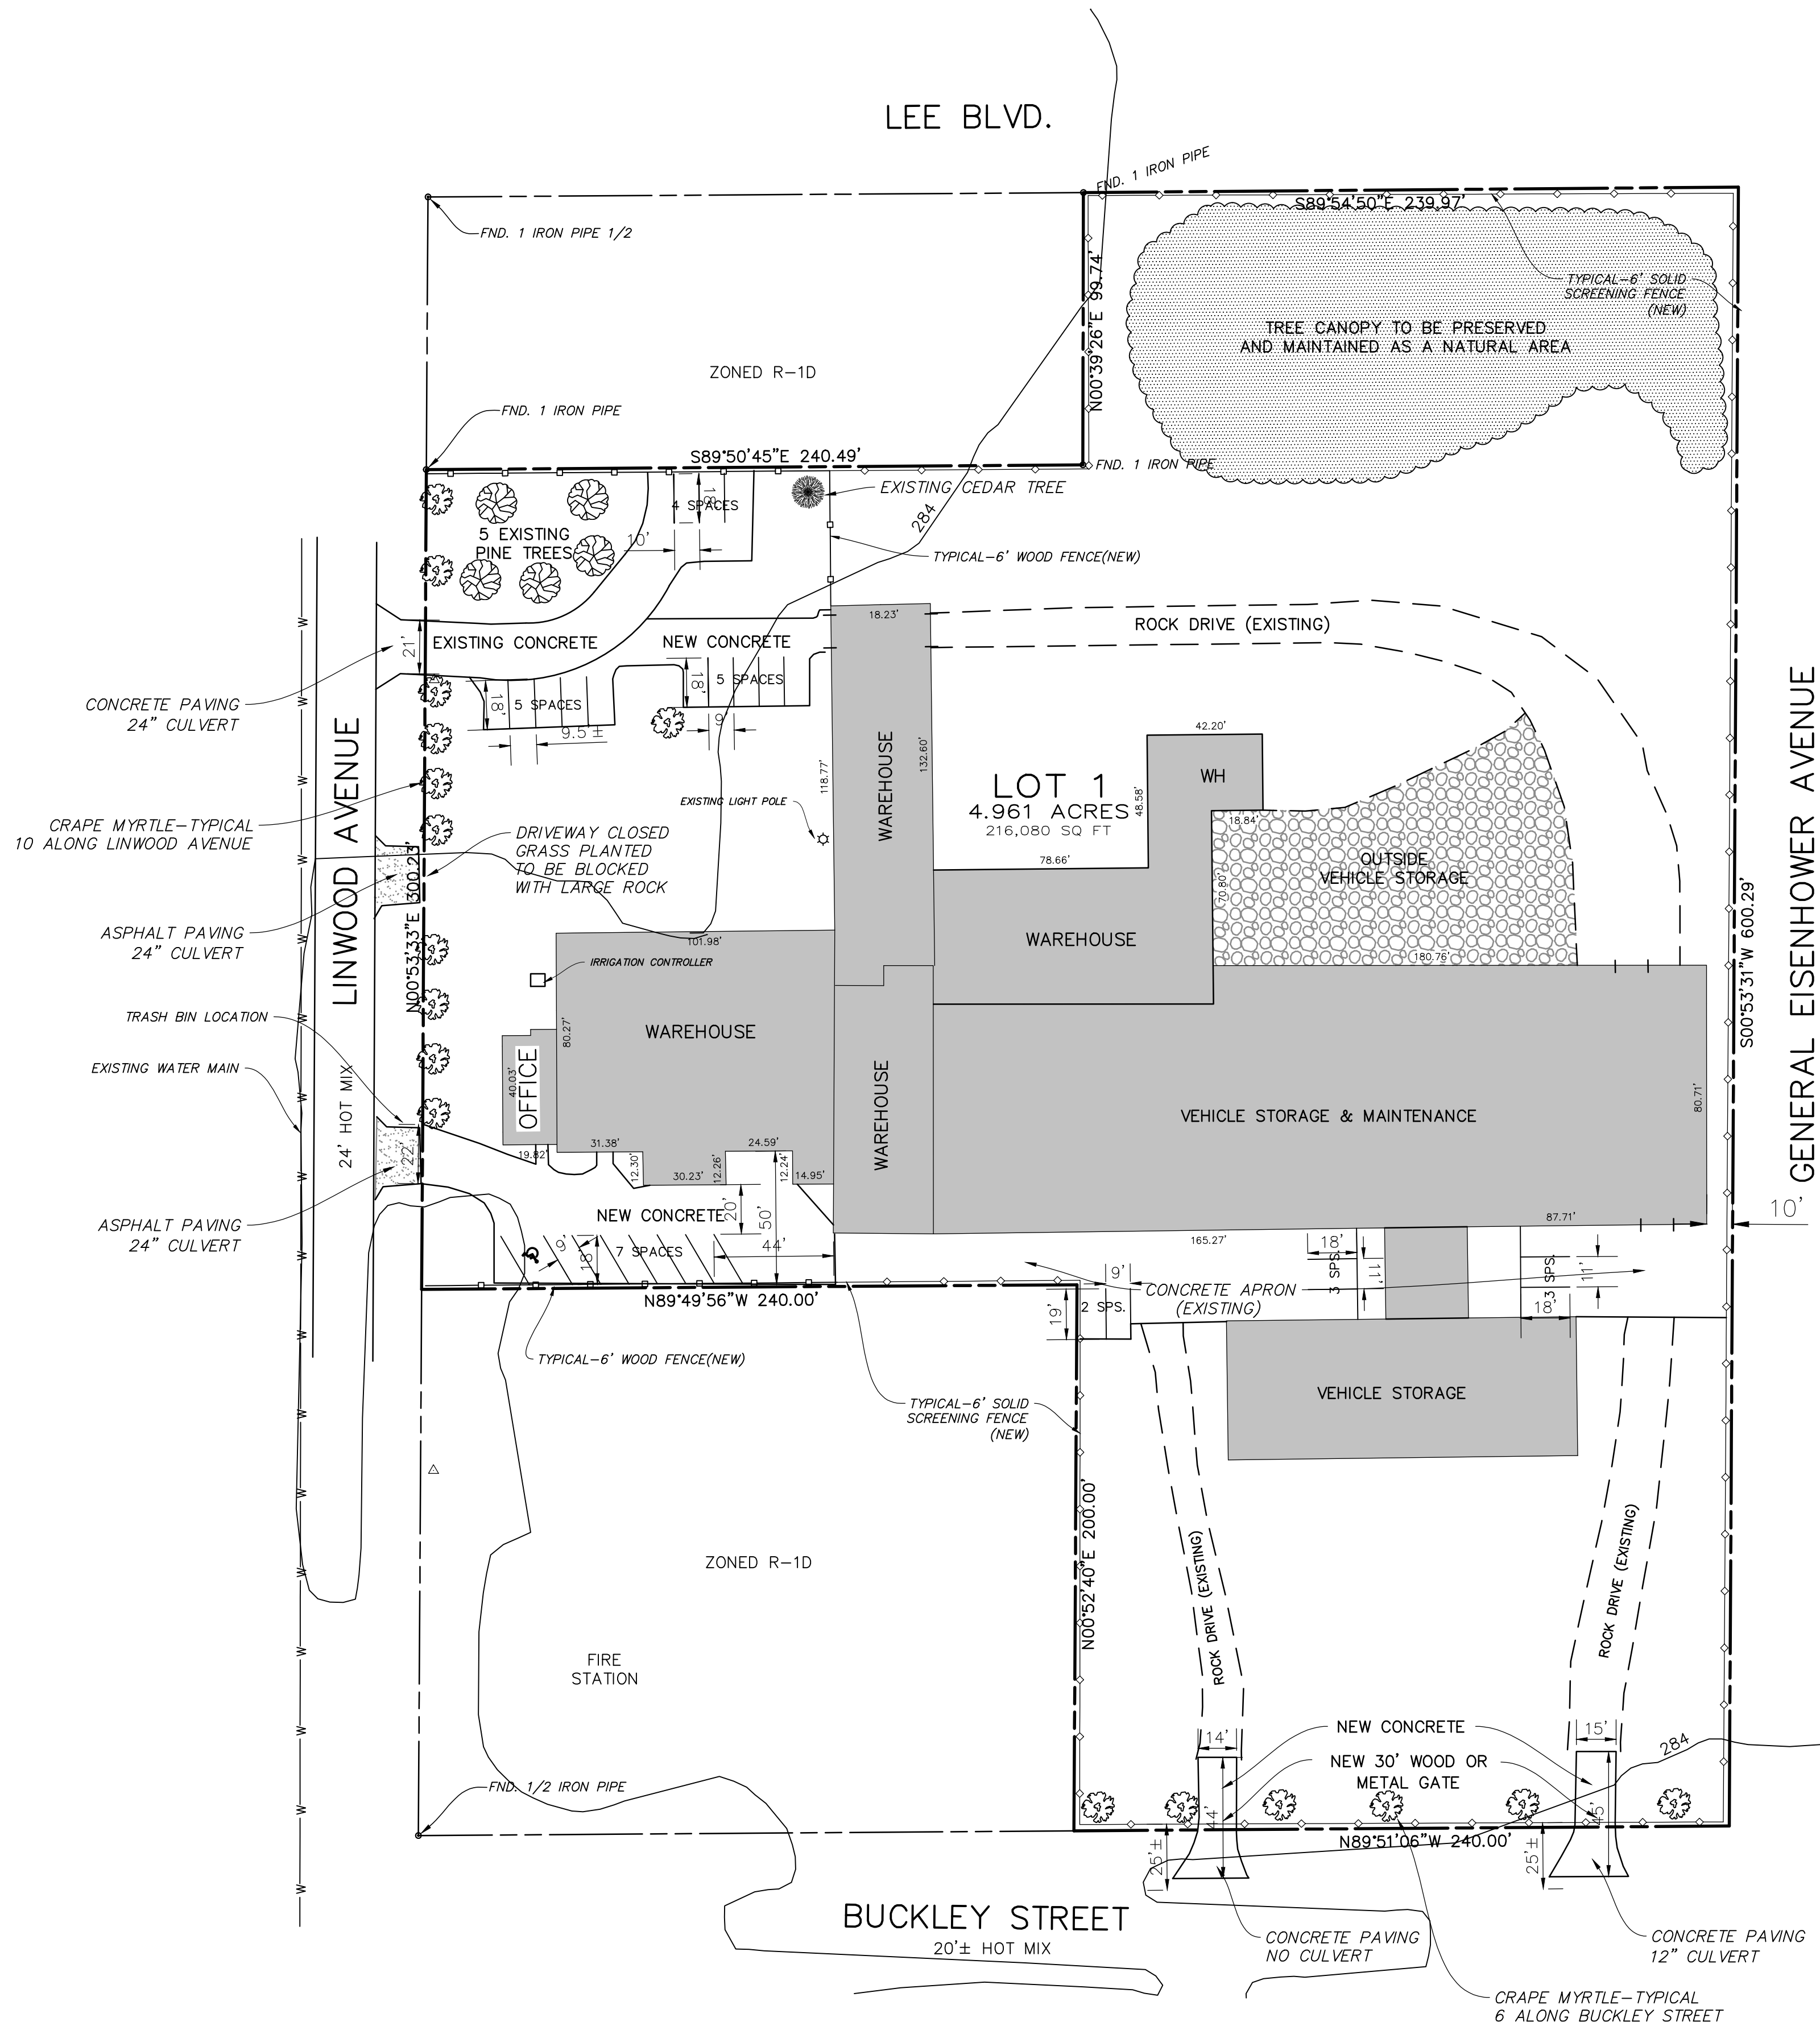 LEE BLVD.
FND. 1 IRON PIPE
S89°54'50"E 239.97'
FND. 1 IRON PIPE 1/2
N00°39'26"E 99.74'
TYPICAL-6' SOLID
SCREENING FENCE
(NEW)
TREE CANOPY TO BE PRESERVED
AND MAINTAINED AS A NATURAL AREA
ZONED R-1D
FND. 1 IRON PIPE
S89°50'45"E 240.49'
FND. 1 IRON PIPE
EXISTING CEDAR TREE
18'
4 SPACES
284
5 EXISTING
PINE TREES
10'
TYPICAL-6' WOOD FENCE(NEW)
18.23'
ROCK DRIVE (EXISTING)
21'
EXISTING CONCRETE
NEW CONCRETE
18'
5 SPACES
18'
5 SPACES
9'
9.5'±
CONCRETE PAVING
24" CULVERT
LINWOOD AVENUE
GENERAL EISENHOWER AVENUE
42.20'
WH
118.77'
WAREHOUSE
132.60'
LOT 1
4.961 ACRES
216,080 SQ FT
48.58'
18.84'
EXISTING LIGHT POLE
CRAPE MYRTLE-TYPICAL
10 ALONG LINWOOD AVENUE
DRIVEWAY CLOSED
GRASS PLANTED
TO BE BLOCKED
WITH LARGE ROCK
78.66'
70.80'
OUTSIDE
VEHICLE STORAGE
N00°53'33"E 300.23'
S00°53'31"W 600.29'
ASPHALT PAVING
24" CULVERT
101.98'
WAREHOUSE
180.76'
IRRIGATION CONTROLLER
TRASH BIN LOCATION
80.27'
WAREHOUSE
EXISTING WATER MAIN
24' HOT MIX
40.03'
OFFICE
WAREHOUSE
VEHICLE STORAGE & MAINTENANCE
80.71'
22'
19.82'
31.38'
12.30'
30.23'
12.26'
24.59'
12.24'
14.95'
ASPHALT PAVING
24" CULVERT
NEW CONCRETE
20'
50'
87.71'
10'
9'
18'
7 SPACES
44'
165.27'
18'
3 SPS.
11'
3 SPS.
11'
18'
9'
CONCRETE APRON
(EXISTING)
N89°49'56"W 240.00'
19'
2 SPS.
TYPICAL-6' WOOD FENCE(NEW)
VEHICLE STORAGE
TYPICAL-6' SOLID
SCREENING FENCE
(NEW)
N00°52'40"E 200.00'
ZONED R-1D
ROCK DRIVE (EXISTING)
ROCK DRIVE (EXISTING)
FIRE
STATION
NEW CONCRETE
14'
15'
284
NEW 30' WOOD OR
METAL GATE
FND. 1/2 IRON PIPE
44'
45'
N89°51'06"W 240.00'
25'±
25'±
BUCKLEY STREET
20'± HOT MIX
CONCRETE PAVING
NO CULVERT
CONCRETE PAVING
12" CULVERT
CRAPE MYRTLE-TYPICAL
6 ALONG BUCKLEY STREET